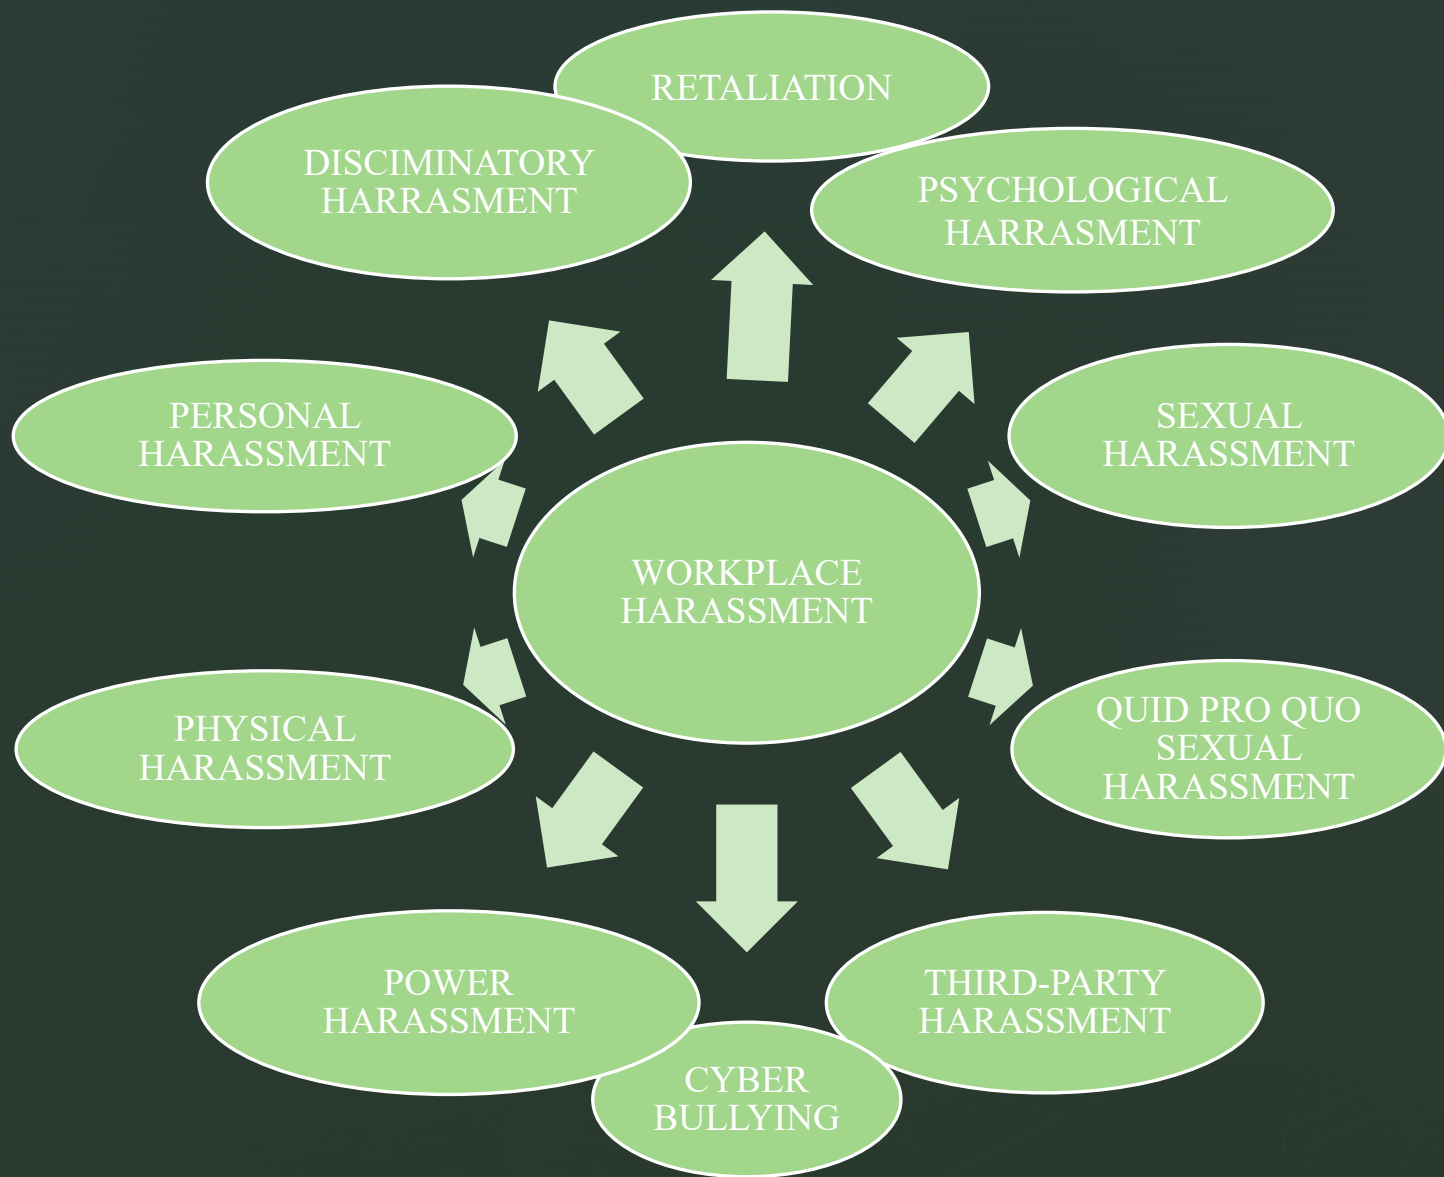 RETALIATION
DISCIMINATORY
HARRASMENT
PSYCHOLOGICAL
HARRASMENT
PERSONAL
HARASSMENT
SEXUAL
HARASSMENT
WORKPLACE
HARASSMENT
PHYSICAL
HARASSMENT
QUID PRO QUO
SEXUAL
HARASSMENT
POWER
HARASSMENT
THIRD-PARTY
HARASSMENT
CYBER
BULLYING